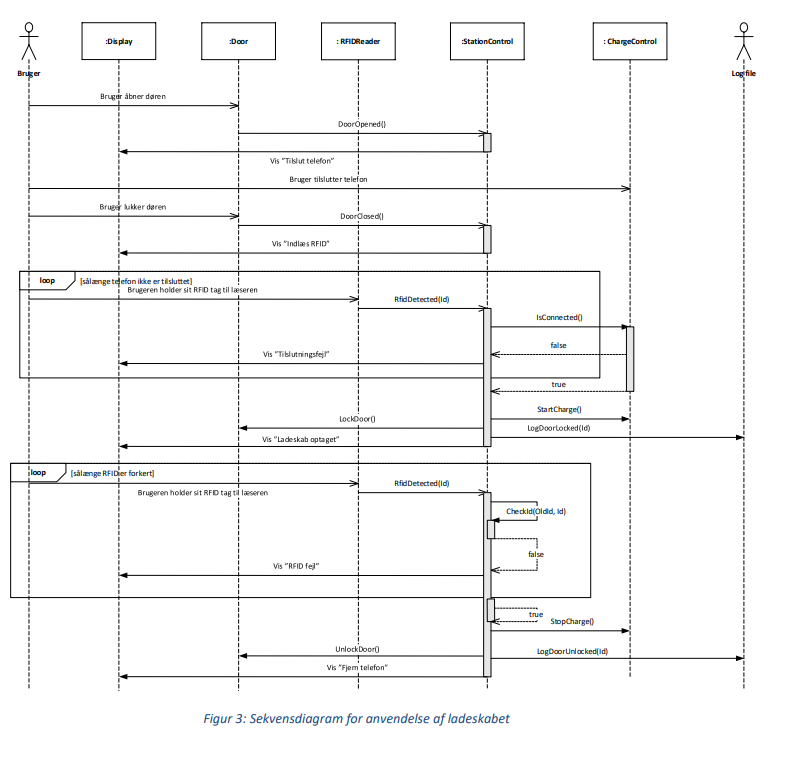 :Display
:Door
: RFIDReader
:StationControl
: ChargeControl
Bruger
Logfile
Bruger åbner døren
DoorOpened()
Vis "Tilslut telefon"
Bruger tilslutter telefon
Bruger lukker døren
DoorClosed()
Vis "Indlæs RFID"
loop
[sålænge telefon ikke er tilsluttet]
Brugeren holder sit RFID tag til læseren
RfidDetected(Id)
IsConnected()
false
Vis "Tilslutningsfejl"
true
StartCharge()
LockDoor()
LogDoorLocked(Id)
Vis "Ladeskab optaget"
loop
[sålænge RFID er forkert]
RfidDetected(Id)
Brugeren holder sit RFID tag til læseren
CheckId(OldId, Id)
false
Vis "RFID fejl"
true
StopCharge()
UnlockDoor()
LogDoorUnlocked(Id)
Vis "Fjern telefon"
Figur 3: Sekvensdiagram for anvendelse af ladeskabet